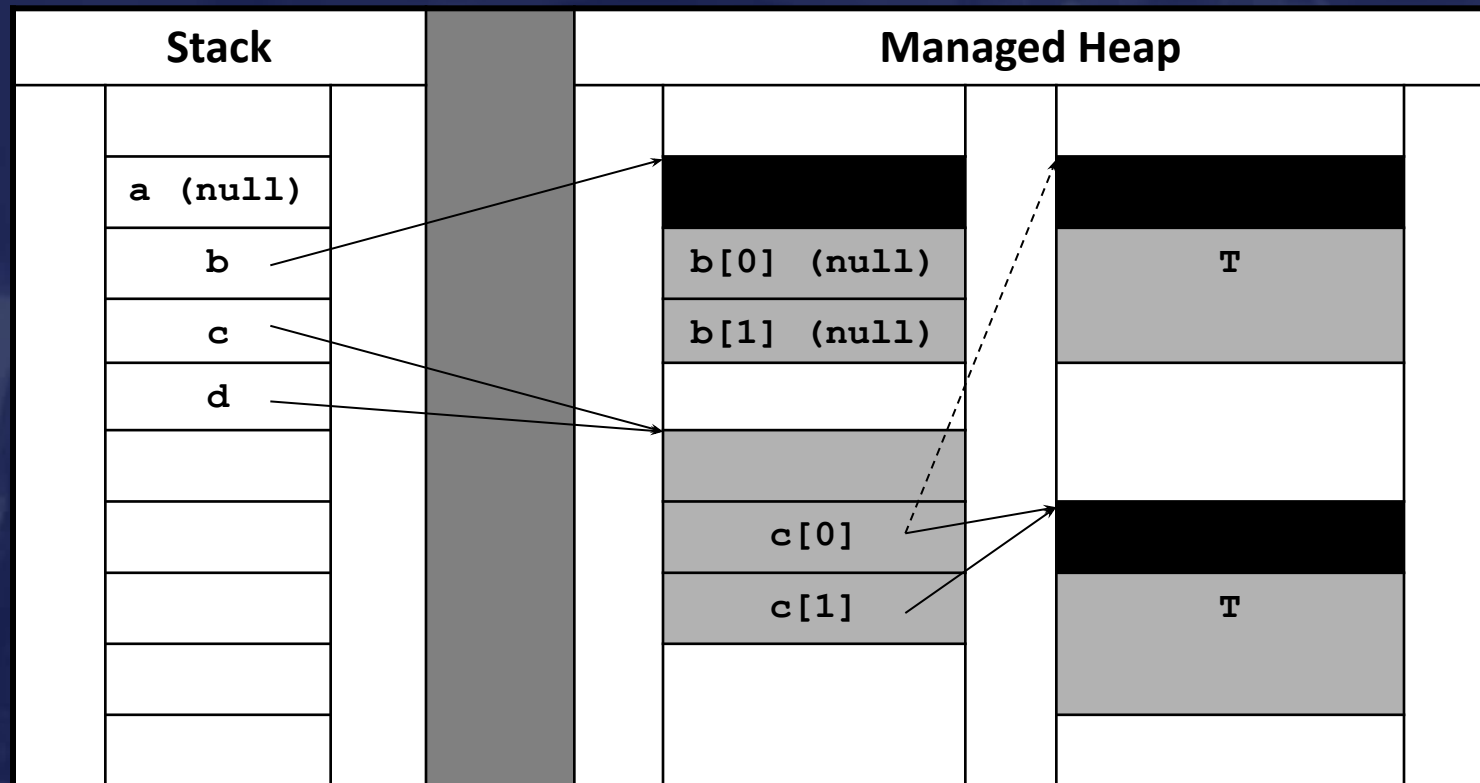 Stack
Managed Heap
a (null)
b
b[0] (null)
T
c
b[1] (null)
d
c[0]
c[1]
T